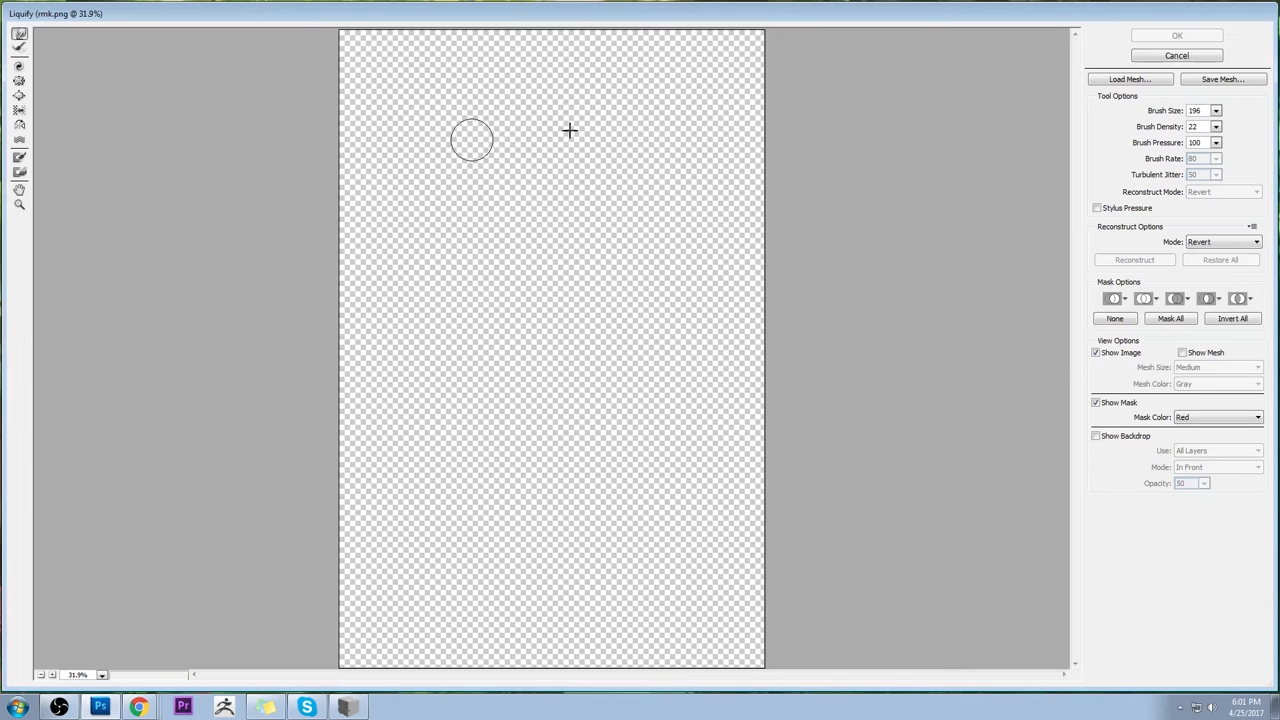 Liquify (rmk.png @ 31.9%)
OK
Cancel
Load Mesh... Save Mesh...
Tool Options
Brush Size: 196
Brush Density: 22
Brush Pressure: 100
Brush Rate: 80
Turbulent Jitter: 50
Reconstruct Mode: Revert
Stylus Pressure
Reconstruct Options
Mode: Revert
Reconstruct Restore All
Mask Options
None Mask All Invert All
View Options
Show Image Show Mesh
Mesh Size: Medium
Mesh Color: Gray
Show Mask
Mask Color: Red
Show Backdrop
Use: All Layers
Mode: In Front
Opacity: 50
31.9%
Ps Pr S
6:01 PM
4/25/2017